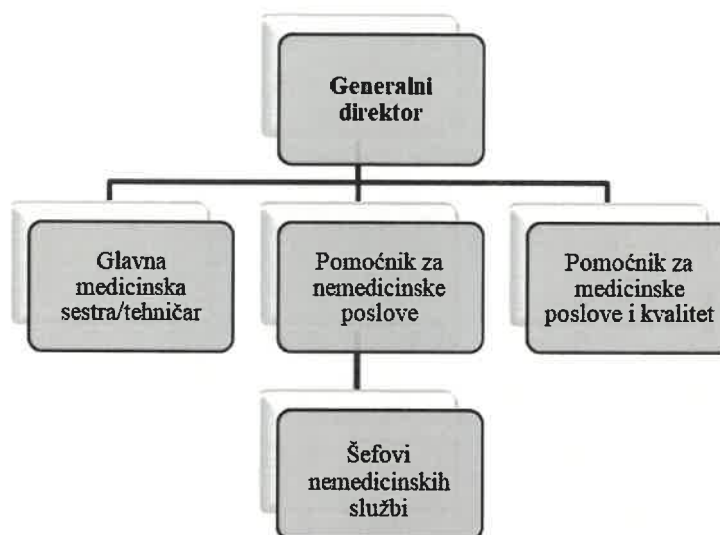 Generalni
direktor
Glavna
medicinska
sestra/tehničar
Pomoćnik za
nemedicinske
poslove
Pomoćnik za
medicinske
poslove i kvalitet
Šefovi
nemedicinskih
službi